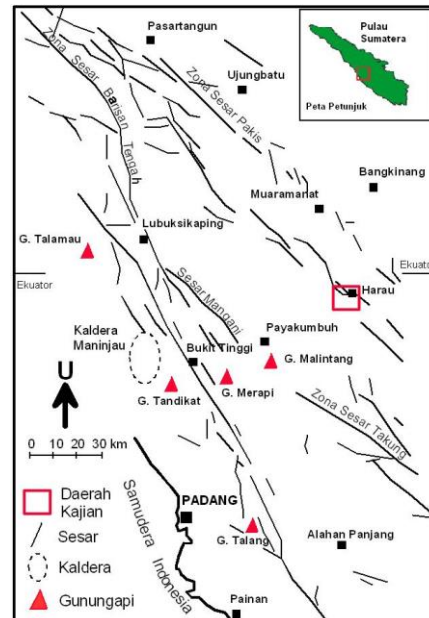 Pasartangun
Pulau
Sumatera
Peta Petunjuk
Zona Sesar Barisan Tengah
Ujungbatu
Zona Sesar Pakis
Bangkinang
Muaramanat
Lubuksikaping
G. Talamau
Ekuator
Ekuator
Harau
Sesar Mangani
Kaldera
Maninjau
Payakumbuh
Bukit Tinggi
G. Malintang
G. Merapi
G. Tandikat
U
0 10 20 30 km
Zona Sesar Takung
Daerah
Kajian
Sesar
Kaldera
Gunungapi
Samudera
Indonesia
PADANG
G. Talang
Alahan Panjang
Painan